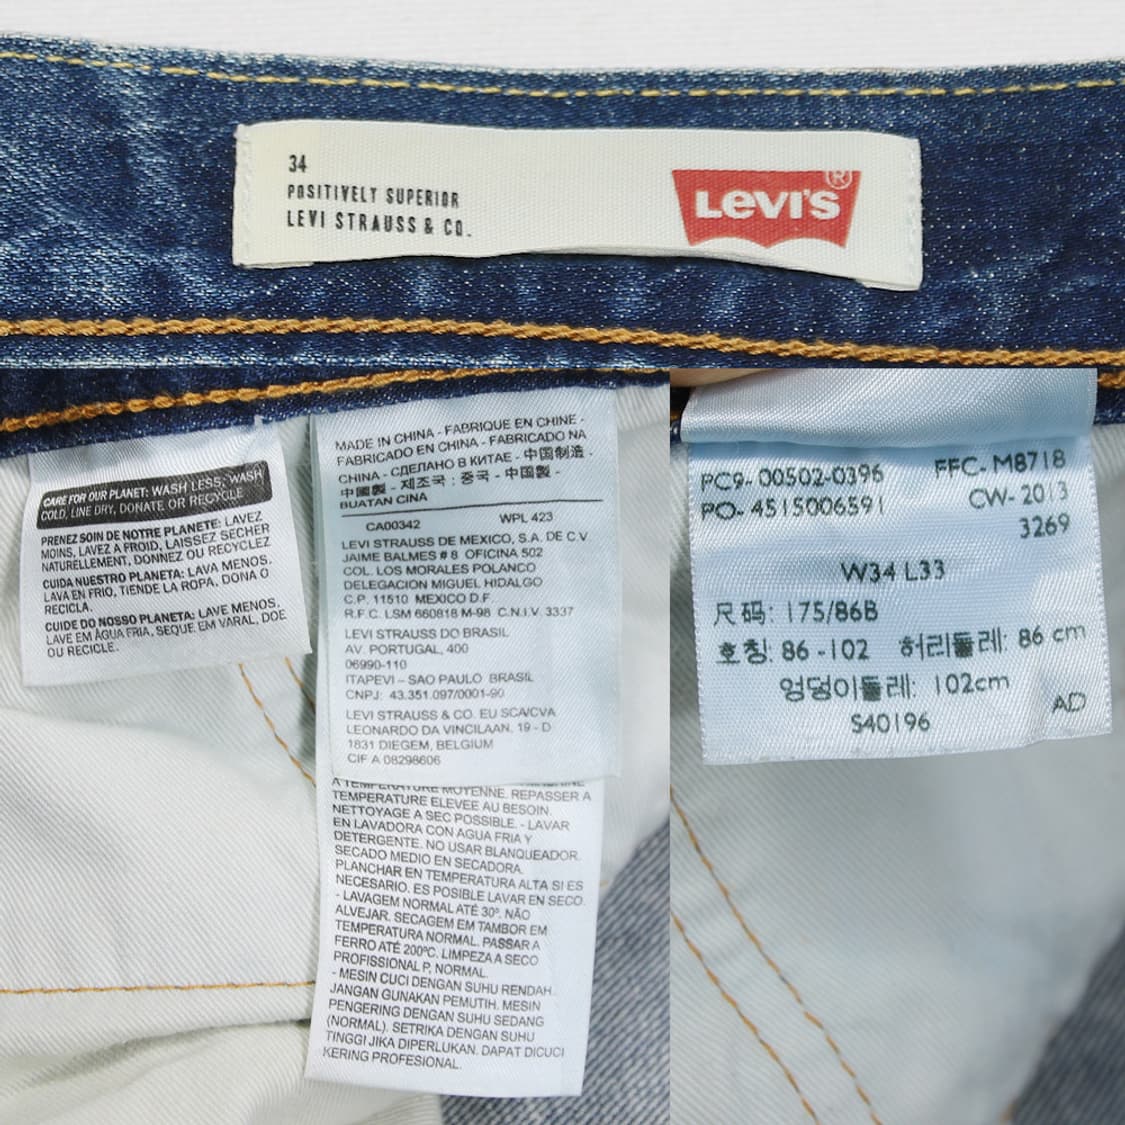 34
POSITIVELY SUPERIOR
LEVI STRAUSS & CO.
LEVI'S
®
CARE FOR OUR PLANET: WASH LESS, WASH
COLD, LINE DRY, DONATE OR RECYCLE
PRENEZ SOIN DE NOTRE PLANETE: LAVEZ
MOINS, LAVEZ A FROID, LAISSEZ SECHER
NATURELLEMENT, DONNEZ OU RECYCLEZ
CUIDA NUESTRO PLANETA: LAVA MENOS.
LAVA EN FRIO, TIENDE LA ROPA, DONA O
RECICLA.
CUIDE DO NOSSO PLANETA: LAVE MENOS.
LAVE EM ÁGUA FRIA, SEQUE EM VARAL, DOE
OU RECICLE.
MADE IN CHINA - FABRIQUE EN CHINE -
FABRICADO EN CHINA - FABRICADO NA
CHINA - СДЕЛАНО В КИТАЕ - 中国制造 -
中國製 - 제조국 : 중국 - 中国製 -
BUATAN CINA
CA00342 WPL 423
LEVI STRAUSS DE MEXICO, S.A. DE C.V.
JAIME BALMES # 8 OFICINA 502
COL. LOS MORALES POLANCO
DELEGACION MIGUEL HIDALGO
C.P. 11510 MEXICO D.F.
R.F.C. LSM 660818 M-98 C.N.I.V. 3337
LEVI STRAUSS DO BRASIL
AV. PORTUGAL, 400
06990-110
ITAPEVI – SAO PAULO BRASIL
CNPJ: 43.351.097/0001-90
LEVI STRAUSS & CO. EU SCA/CVA
LEONARDO DA VINCILAAN, 19 - D
1831 DIEGEM, BELGIUM
CIF A 08298606
A TEMPERATURE MOYENNE. REPASSER A
TEMPERATURE ELEVEE AU BESOIN.
NETTOYAGE A SEC POSSIBLE. - LAVAR
EN LAVADORA CON AGUA FRIA Y
DETERGENTE. NO USAR BLANQUEADOR.
SECADO MEDIO EN SECADORA.
PLANCHAR EN TEMPERATURA ALTA SI ES
NECESARIO. ES POSIBLE LAVAR EN SECO.
- LAVAGEM NORMAL ATÉ 30º. NÃO
ALVEJAR. SECAGEM EM TAMBOR EM
TEMPERATURA NORMAL. PASSAR A
FERRO ATÉ 200ºC. LIMPEZA A SECO
PROFISSIONAL P, NORMAL.
- MESIN CUCI DENGAN SUHU RENDAH.
JANGAN GUNAKAN PEMUTIH. MESIN
PENGERING DENGAN SUHU SEDANG
(NORMAL). SETRIKA DENGAN SUHU
TINGGI JIKA DIPERLUKAN. DAPAT DICUCI
KERING PROFESIONAL.
PC9- 00502-0396 FFC- M8718
PO- 4515006591 CW- 2013
3269
W34 L33
尺码: 175/86B
호칭: 86 -102 허리둘레: 86 cm
엉덩이둘레: 102cm
S40196 AD